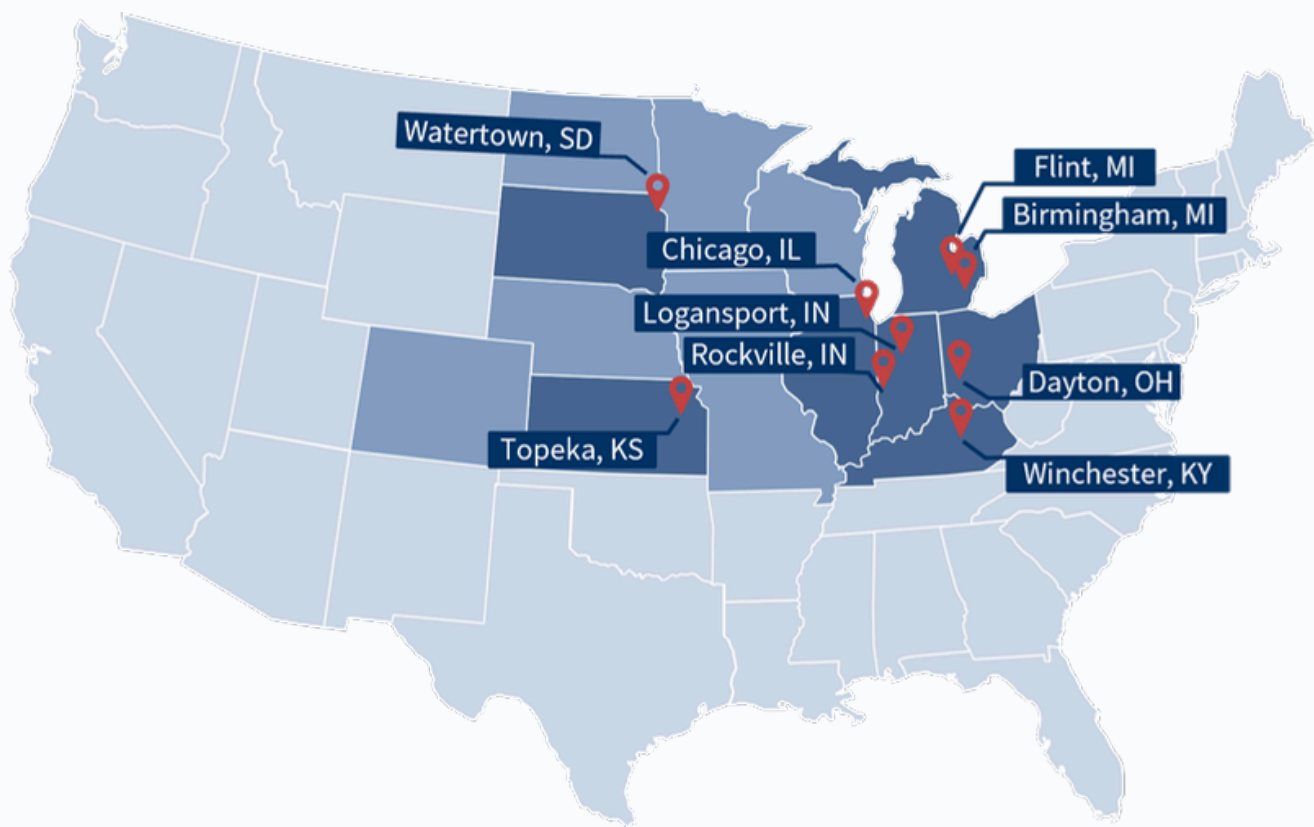 Watertown, SD
Flint, MI
Birmingham, MI
Chicago, IL
Logansport, IN
Rockville, IN
Dayton, OH
Topeka, KS
Winchester, KY